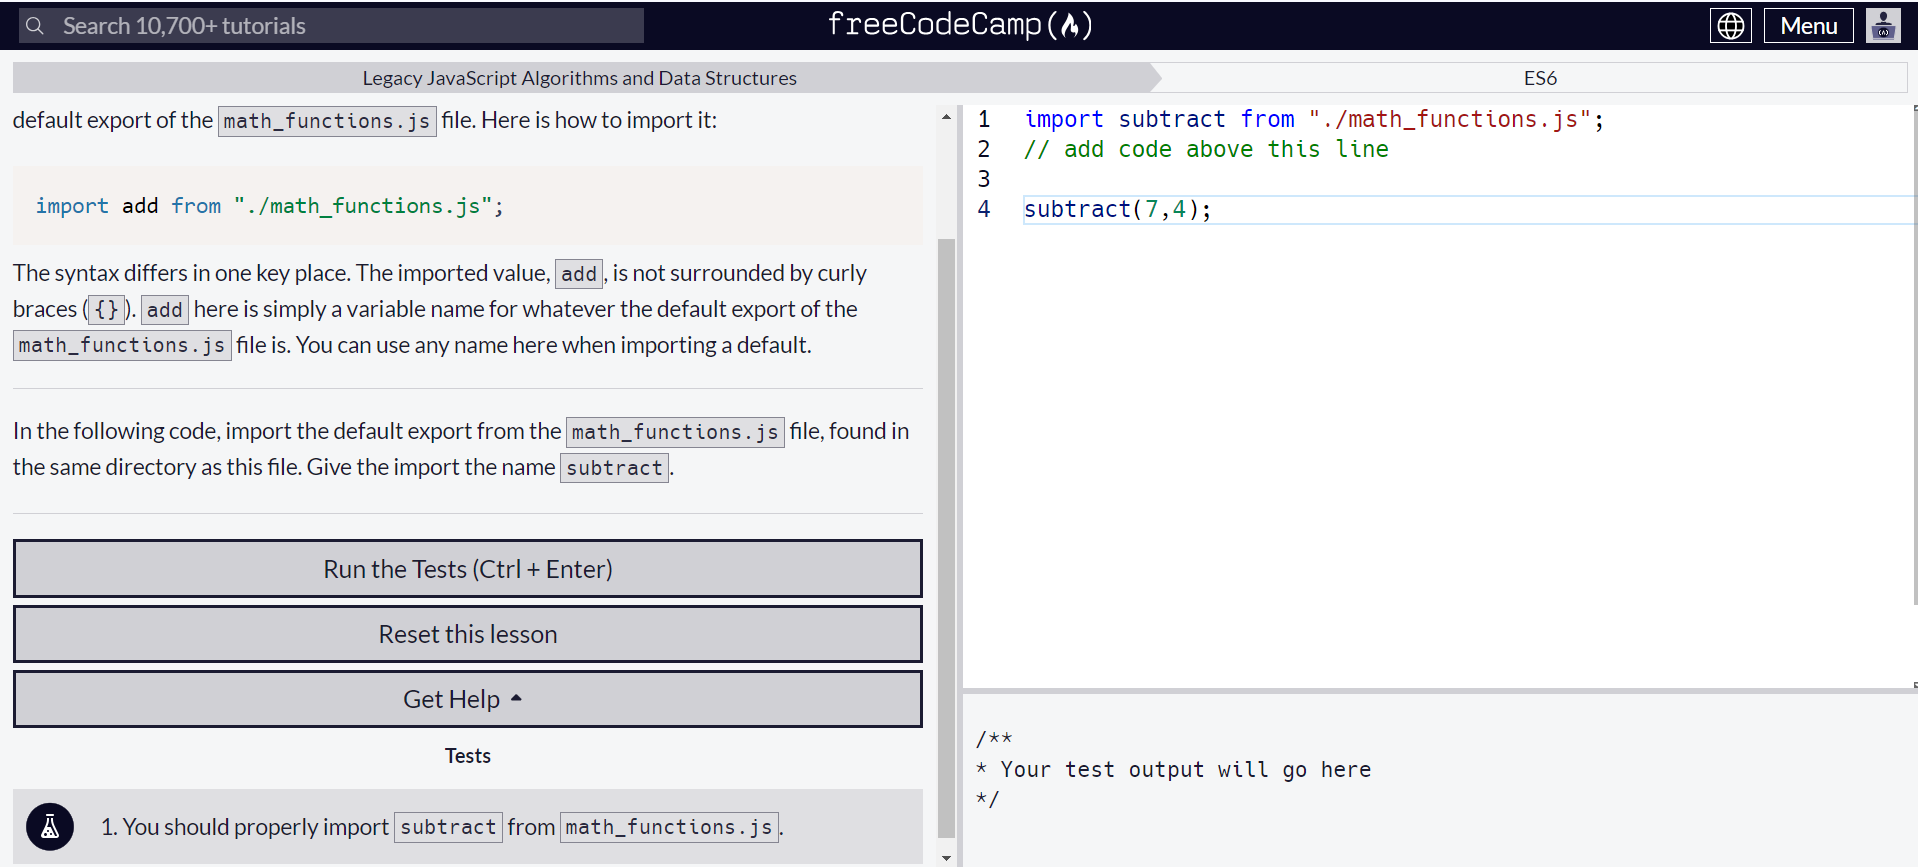 Search 10,700+ tutorials
freeCodeCamp(🔥)
Menu
Legacy JavaScript Algorithms and Data Structures
ES6
default export of the math_functions.js file. Here is how to import it:
import add from "./math_functions.js";
The syntax differs in one key place. The imported value, add, is not surrounded by curly
braces ({}). add here is simply a variable name for whatever the default export of the
math_functions.js file is. You can use any name here when importing a default.
In the following code, import the default export from the math_functions.js file, found in
the same directory as this file. Give the import the name subtract.
Run the Tests (Ctrl + Enter)
Reset this lesson
Get Help
Tests
1. You should properly import subtract from math_functions.js.
1 import subtract from "./math_functions.js";
2 // add code above this line
3
4 subtract(7,4);
/**
* Your test output will go here
*/